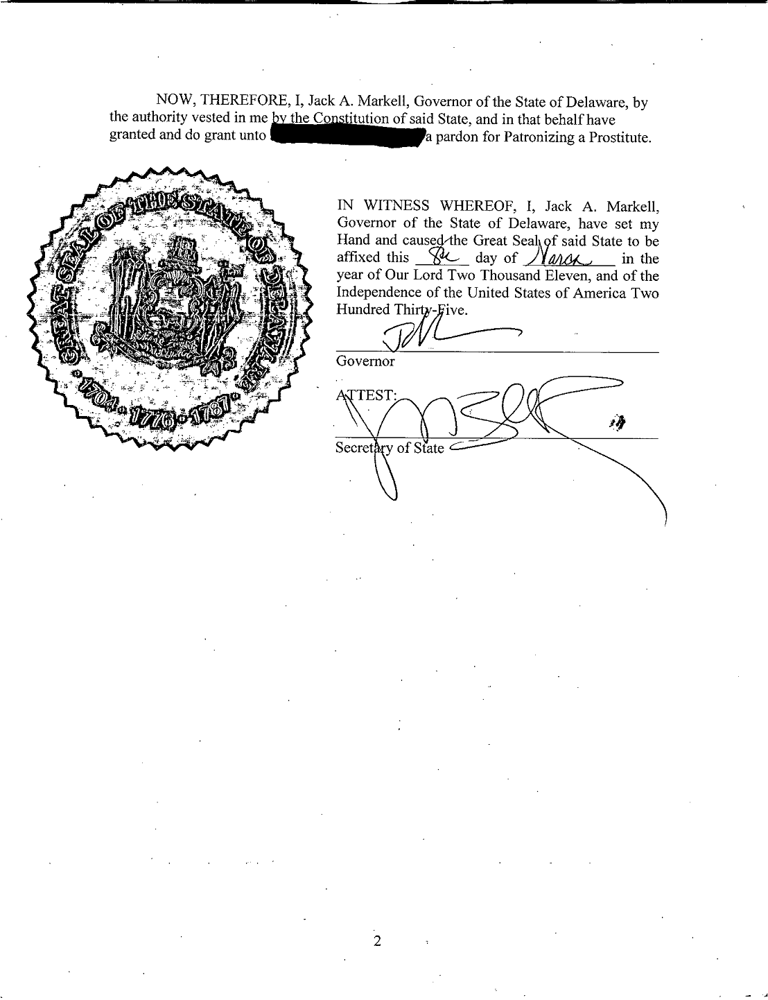 NOW, THEREFORE, I, Jack A. Markell, Governor of the State of Delaware, by
the authority vested in me by the Constitution of said State, and in that behalf have
granted and do grant unto a pardon for Patronizing a Prostitute.
GREAT SEAL OF THE STATE OF DELAWARE
· 1704 · 1776 · 1787 ·
IN WITNESS WHEREOF, I, Jack A. Markell,
Governor of the State of Delaware, have set my
Hand and caused the Great Seal of said State to be
affixed this 8th day of March in the
year of Our Lord Two Thousand Eleven, and of the
Independence of the United States of America Two
Hundred Thirty-Five.
Governor
ATTEST:
Secretary of State
2